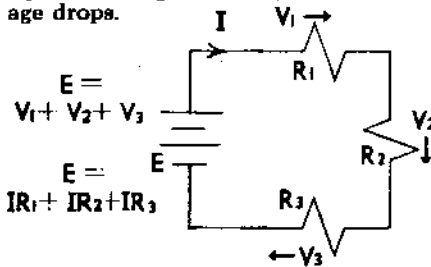 age drops.
I
V₁ →
R₁
E =
V₁ + V₂ + V₃
V₂
↓
R₂
E
E =
IR₁ + IR₂ + IR₃
R₃
← V₃